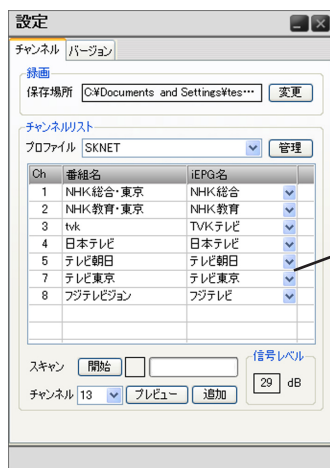 設定
チャンネル バージョン
録画
保存場所 C:¥Documents and Settings¥tes… 変更
チャンネルリスト
プロファイル SKNET 管理
Ch 番組名 iEPG名
1 NHK総合・東京 NHK総合
2 NHK教育・東京 NHK教育
3 tvk TVKテレビ
4 日本テレビ 日本テレビ
5 テレビ朝日 テレビ朝日
7 テレビ東京 テレビ東京
8 フジテレビジョン フジテレビ
スキャン 開始
信号レベル
29 dB
チャンネル 13 プレビュー 追加